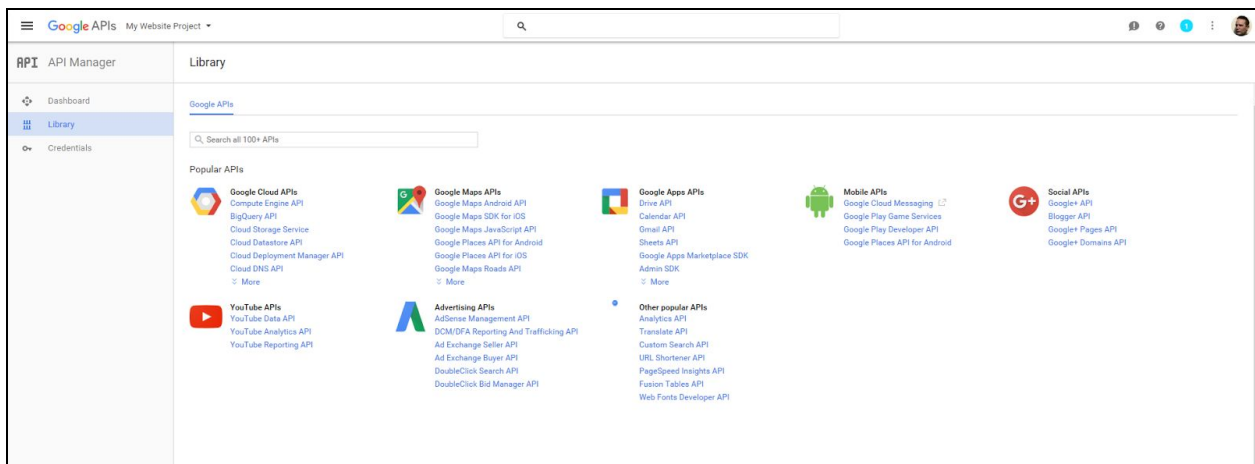 Google APIs My Website Project
1
API API Manager
Library
Dashboard
Library
Credentials
Google APIs
Search all 100+ APIs
Popular APIs
Google Cloud APIs
Compute Engine API
BigQuery API
Cloud Storage Service
Cloud Datastore API
Cloud Deployment Manager API
Cloud DNS API
More
G
Google Maps APIs
Google Maps Android API
Google Maps SDK for iOS
Google Maps JavaScript API
Google Places API for Android
Google Places API for iOS
Google Maps Roads API
More
Google Apps APIs
Drive API
Calendar API
Gmail API
Sheets API
Google Apps Marketplace SDK
Admin SDK
More
Mobile APIs
Google Cloud Messaging
Google Play Game Services
Google Play Developer API
Google Places API for Android
G+
Social APIs
Google+ API
Blogger API
Google+ Pages API
Google+ Domains API
YouTube APIs
YouTube Data API
YouTube Analytics API
YouTube Reporting API
Advertising APIs
AdSense Management API
DCM/DFA Reporting And Trafficking API
Ad Exchange Seller API
Ad Exchange Buyer API
DoubleClick Search API
DoubleClick Bid Manager API
Other popular APIs
Analytics API
Translate API
Custom Search API
URL Shortener API
PageSpeed Insights API
Fusion Tables API
Web Fonts Developer API